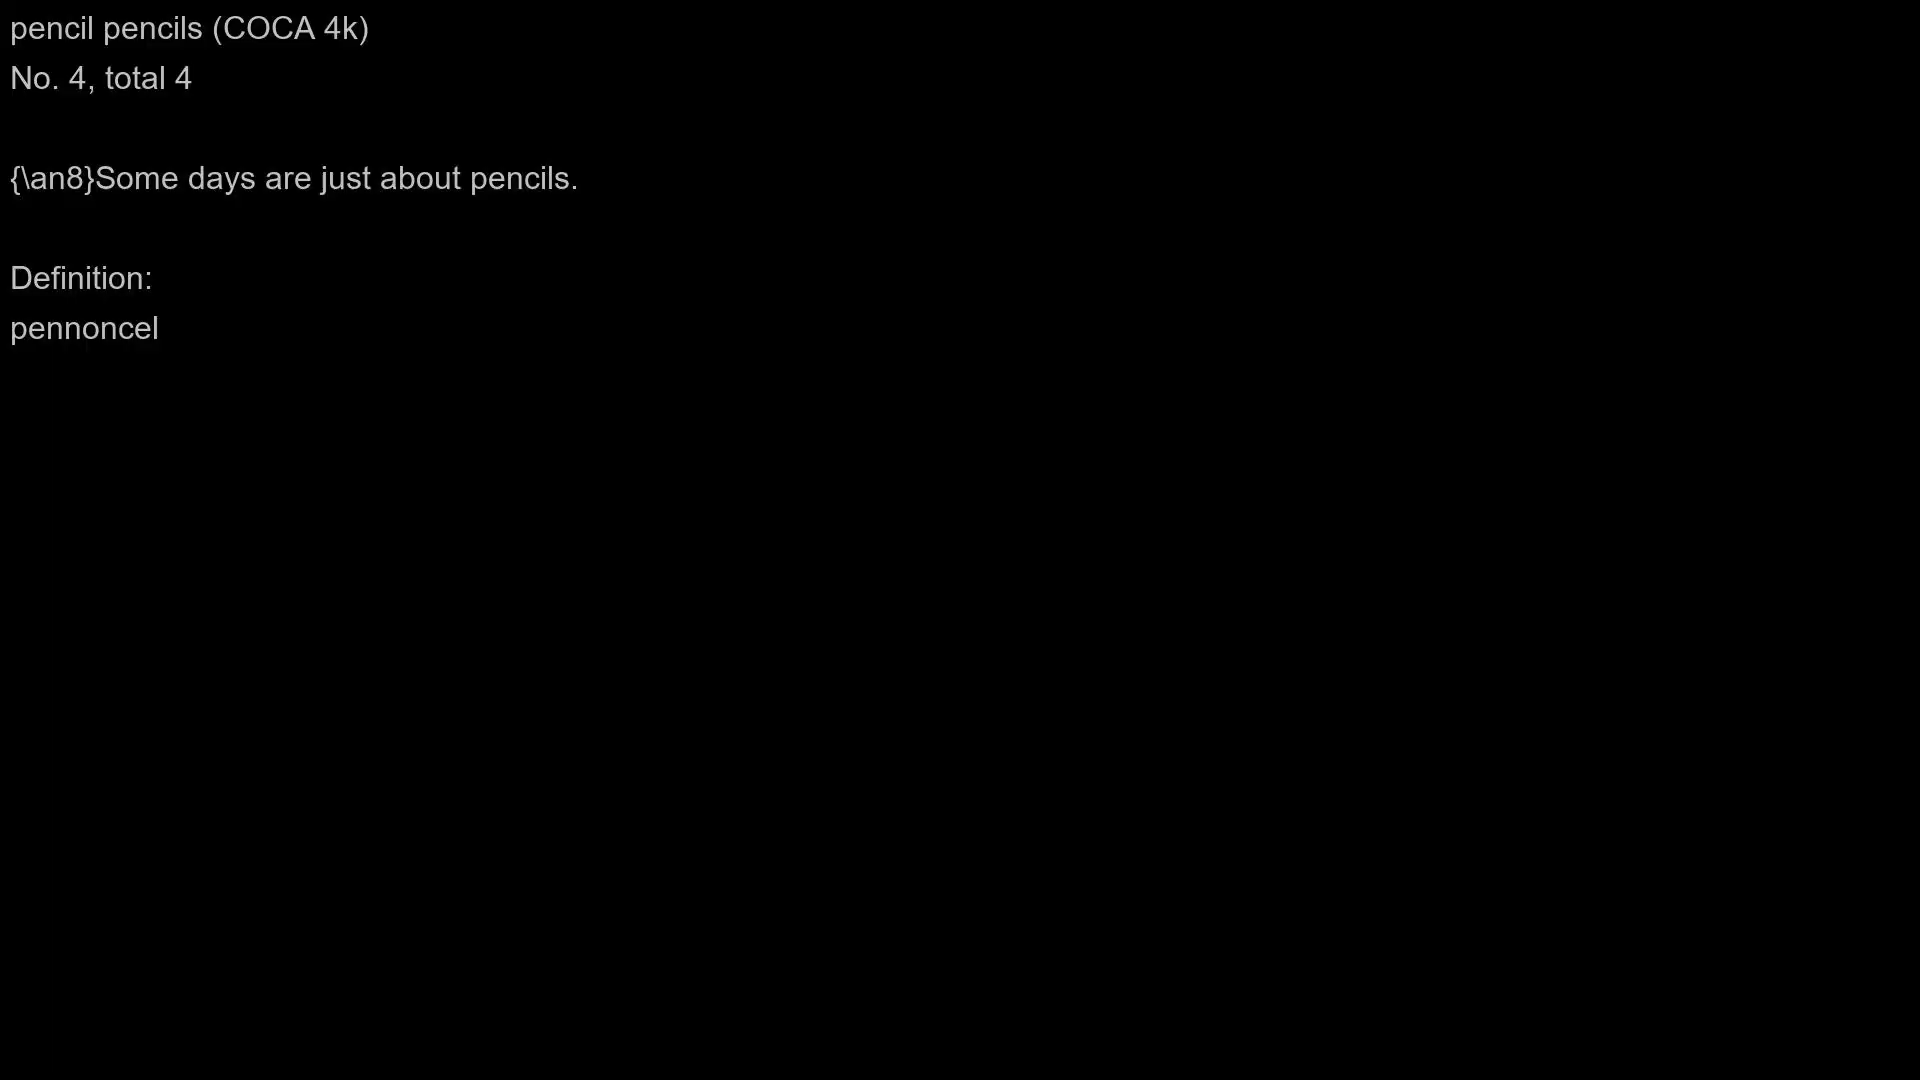 pencil pencils (COCA 4k)
No. 4, total 4
{\an8}Some days are just about pencils.
Definition:
pennoncel